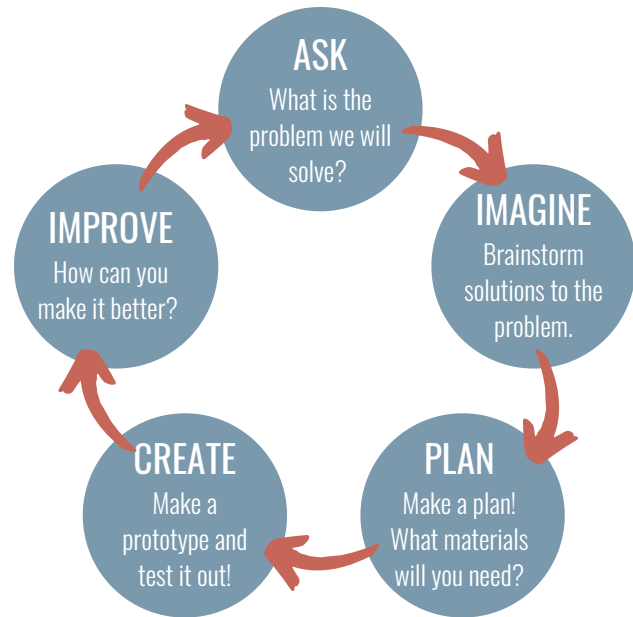 ASK
What is the
problem we will
solve?
IMAGINE
Brainstorm
solutions to the
problem.
PLAN
Make a plan!
What materials
will you need?
CREATE
Make a
prototype and
test it out!
IMPROVE
How can you
make it better?